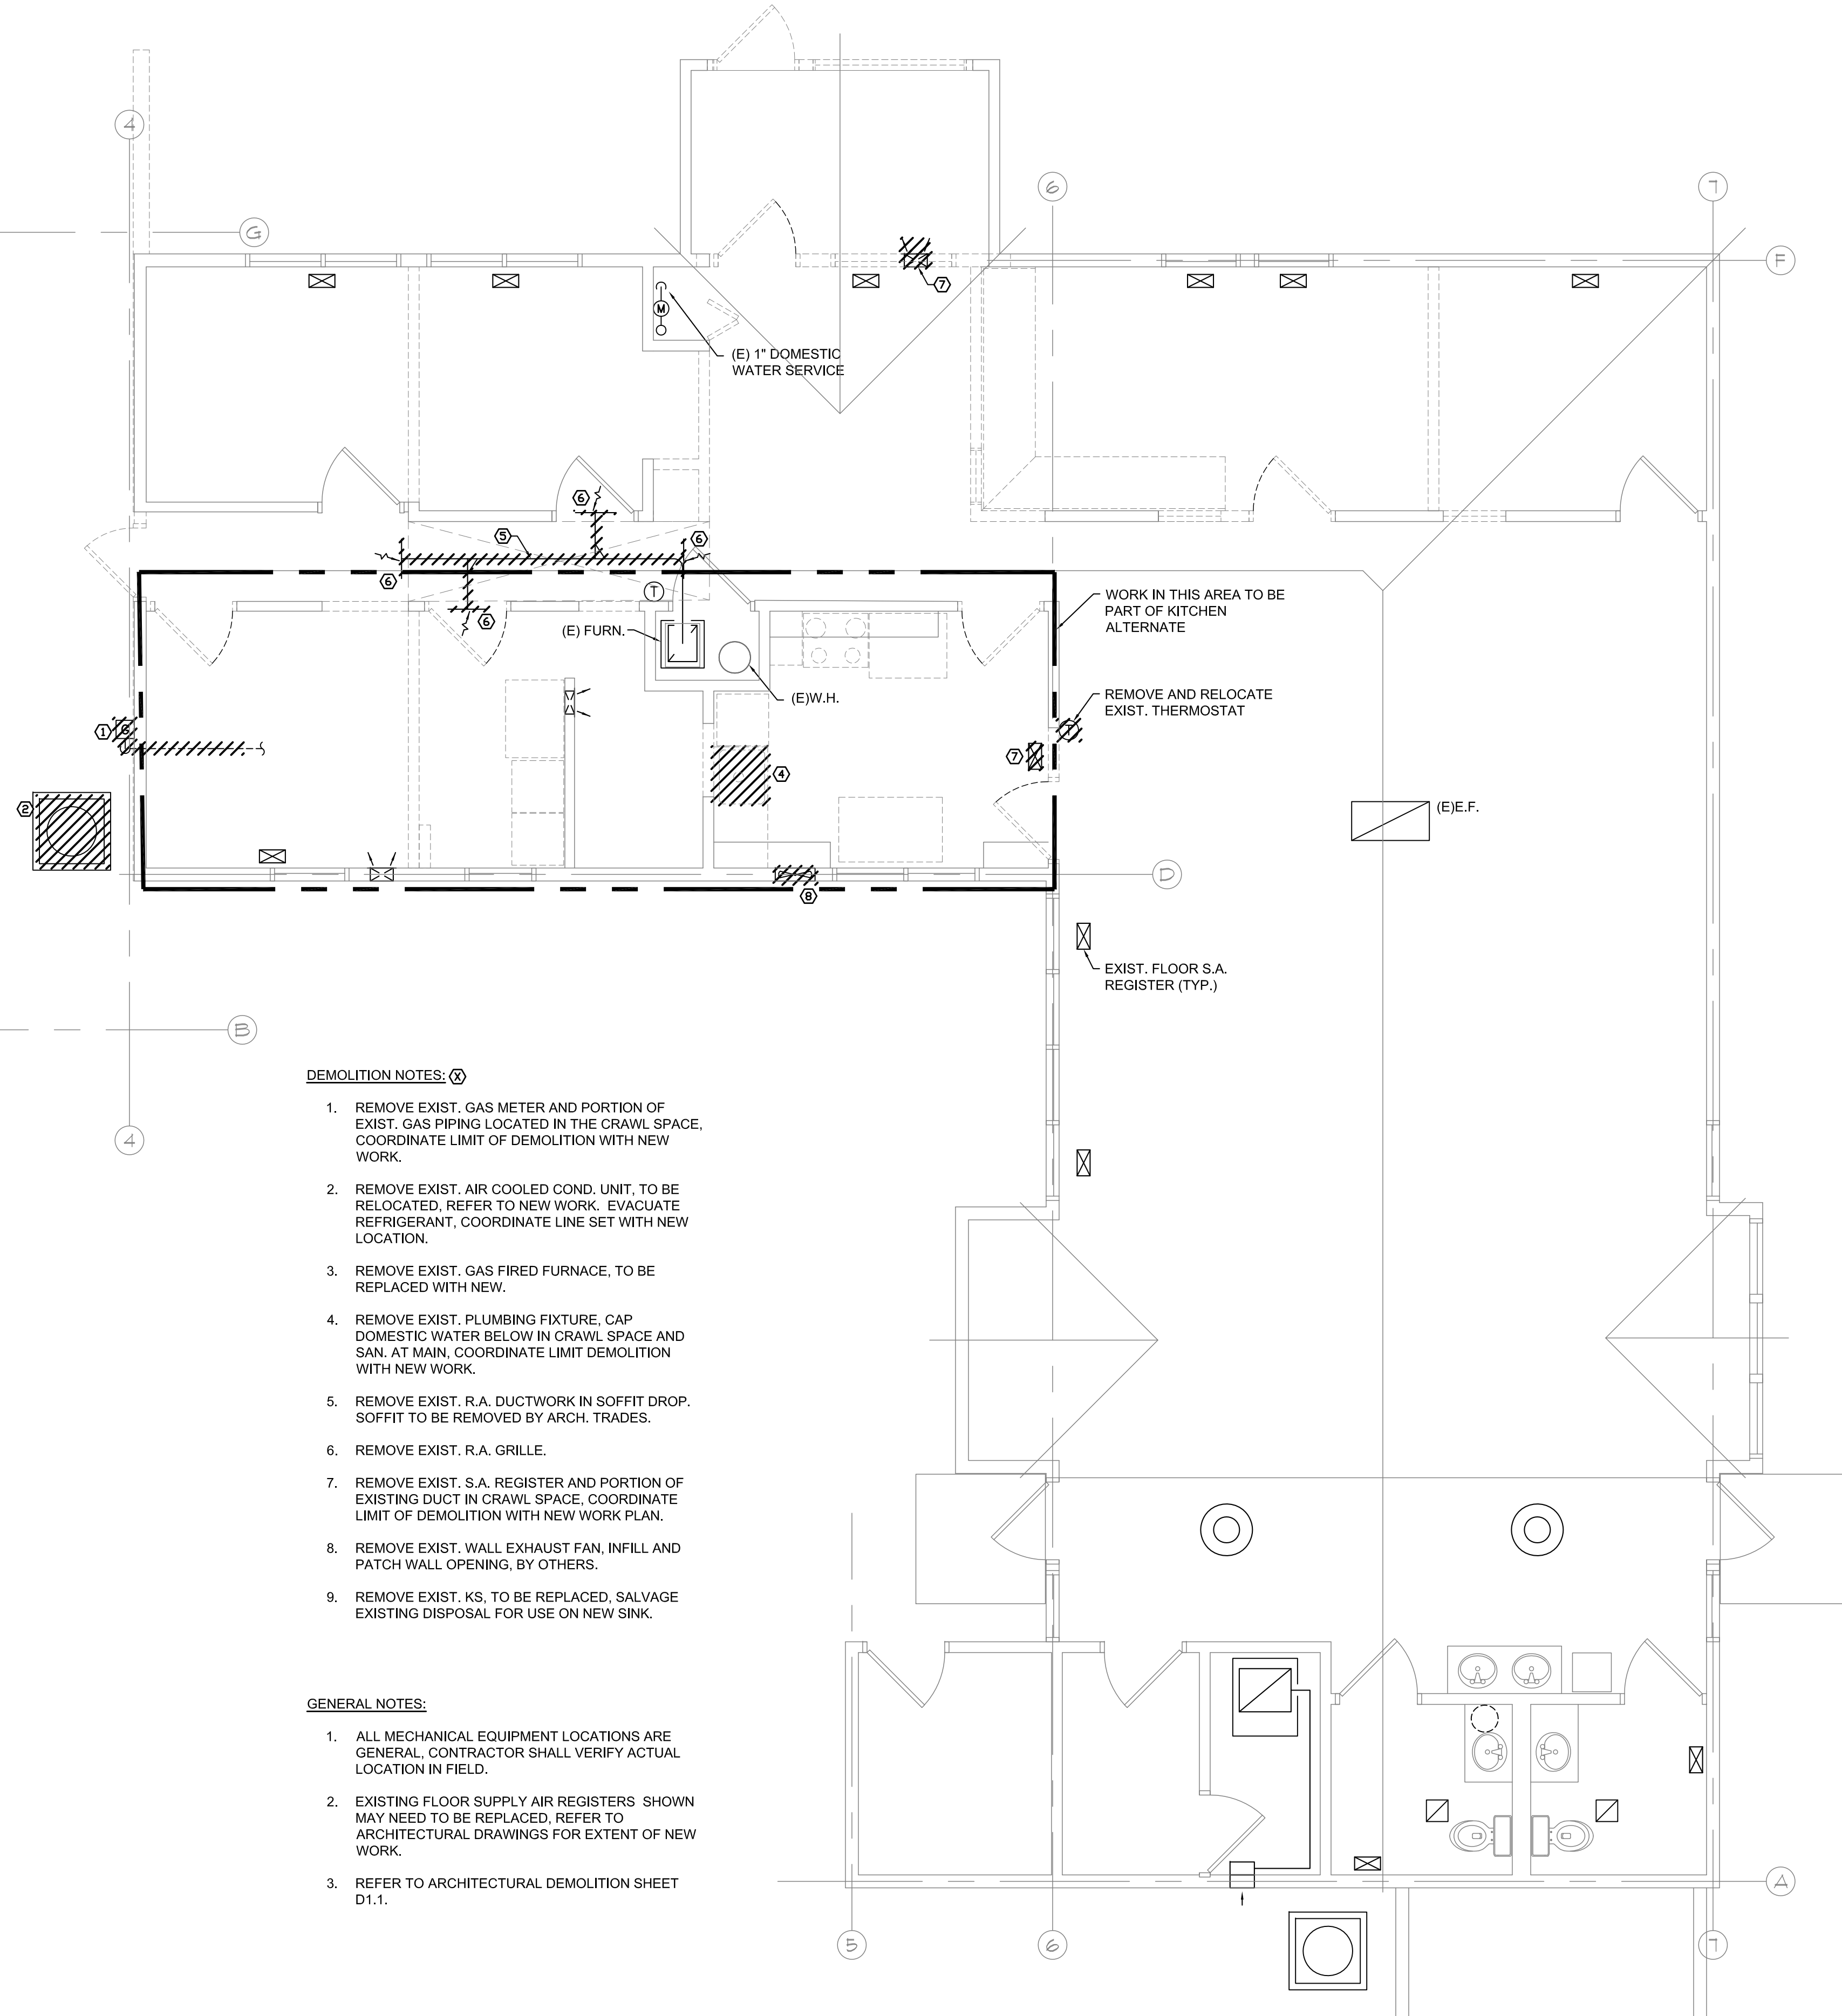 4
6
7
G
F
7
M
(E) 1" DOMESTIC
WATER SERVICE
6
5
6
6
6
T
(E) FURN.
WORK IN THIS AREA TO BE
PART OF KITCHEN
ALTERNATE
(E)W.H.
REMOVE AND RELOCATE
EXIST. THERMOSTAT
1
G
T
7
4
2
(E)E.F.
D
8
EXIST. FLOOR S.A.
REGISTER (TYP.)
B
4
DEMOLITION NOTES: X
1. REMOVE EXIST. GAS METER AND PORTION OF
EXIST. GAS PIPING LOCATED IN THE CRAWL SPACE,
COORDINATE LIMIT OF DEMOLITION WITH NEW
WORK.
2. REMOVE EXIST. AIR COOLED COND. UNIT, TO BE
RELOCATED, REFER TO NEW WORK. EVACUATE
REFRIGERANT, COORDINATE LINE SET WITH NEW
LOCATION.
3. REMOVE EXIST. GAS FIRED FURNACE, TO BE
REPLACED WITH NEW.
4. REMOVE EXIST. PLUMBING FIXTURE, CAP
DOMESTIC WATER BELOW IN CRAWL SPACE AND
SAN. AT MAIN, COORDINATE LIMIT DEMOLITION
WITH NEW WORK.
5. REMOVE EXIST. R.A. DUCTWORK IN SOFFIT DROP.
SOFFIT TO BE REMOVED BY ARCH. TRADES.
6. REMOVE EXIST. R.A. GRILLE.
7. REMOVE EXIST. S.A. REGISTER AND PORTION OF
EXISTING DUCT IN CRAWL SPACE, COORDINATE
LIMIT OF DEMOLITION WITH NEW WORK PLAN.
8. REMOVE EXIST. WALL EXHAUST FAN, INFILL AND
PATCH WALL OPENING, BY OTHERS.
9. REMOVE EXIST. KS, TO BE REPLACED, SALVAGE
EXISTING DISPOSAL FOR USE ON NEW SINK.
GENERAL NOTES:
1. ALL MECHANICAL EQUIPMENT LOCATIONS ARE
GENERAL, CONTRACTOR SHALL VERIFY ACTUAL
LOCATION IN FIELD.
2. EXISTING FLOOR SUPPLY AIR REGISTERS SHOWN
MAY NEED TO BE REPLACED, REFER TO
ARCHITECTURAL DRAWINGS FOR EXTENT OF NEW
WORK.
3. REFER TO ARCHITECTURAL DEMOLITION SHEET
D1.1.
A
5
6
7